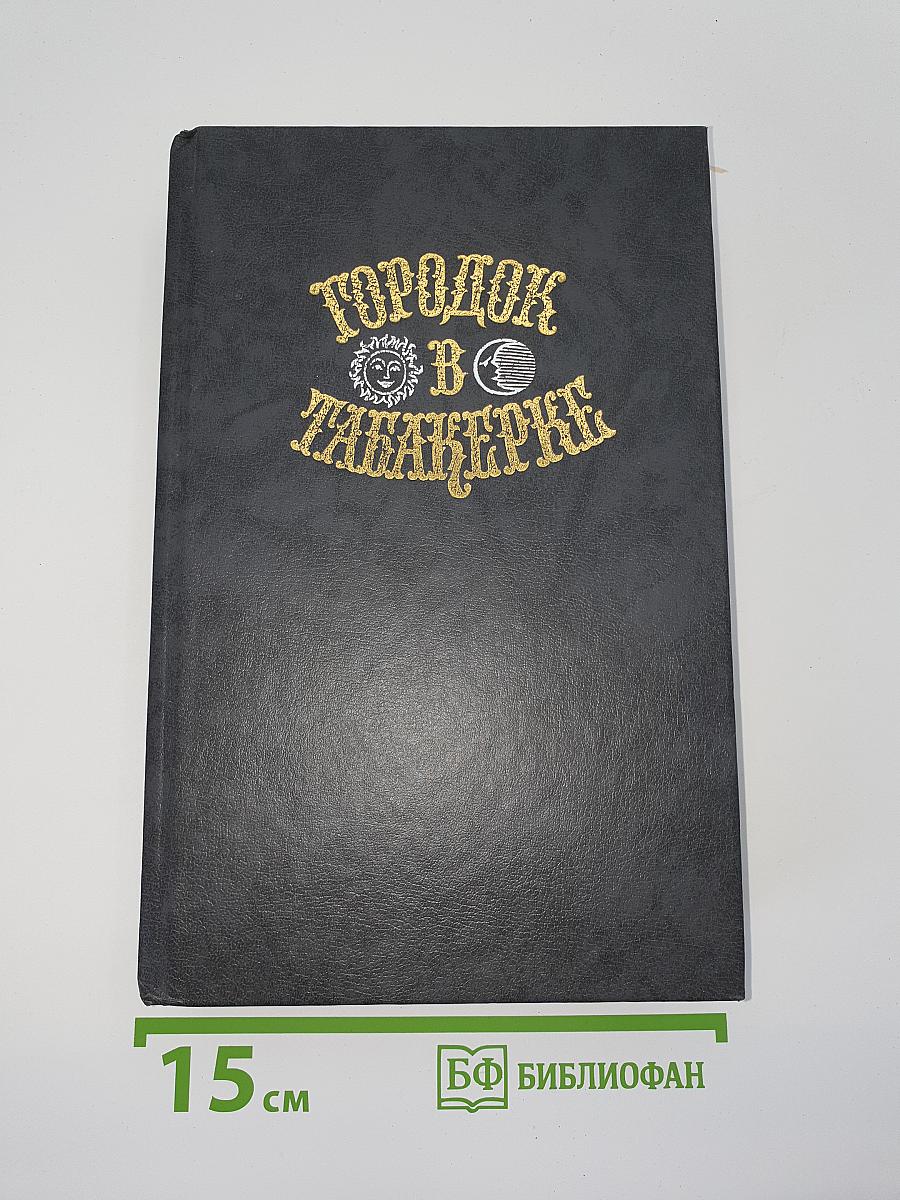 ГОРОДОК
В
ТАБАКЕРКЕ
15 см
БФ БИБЛИОФАН